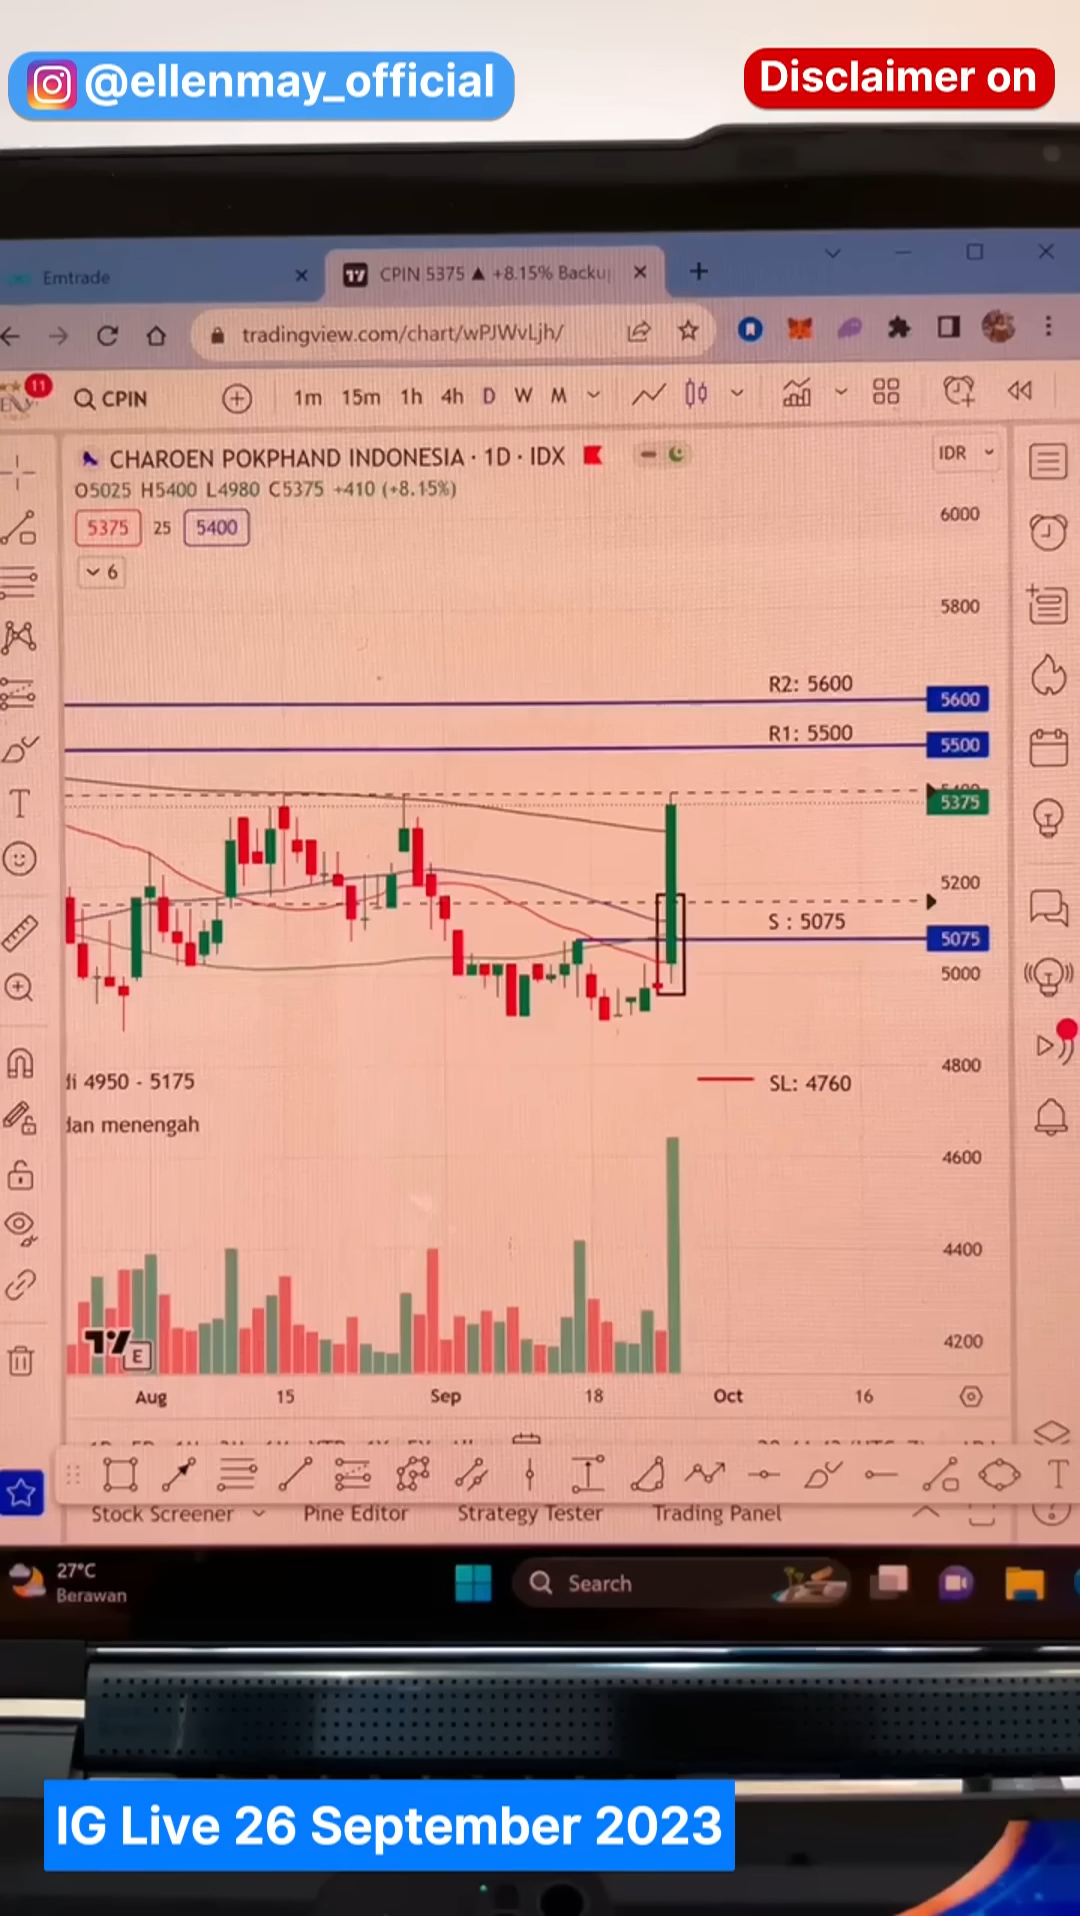 @ellenmay_official
Disclaimer on
Emtrade
CPIN 5375 ▲ +8.15% Backu
tradingview.com/chart/wPJWvLjh/
11
CPIN
1m 15m 1h 4h D W M
CHAROEN POKPHAND INDONESIA · 1D · IDX
IDR
O5025 H5400 L4980 C5375 +410 (+8.15%)
5375 25 5400
6
6000
5800
R2: 5600
5600
R1: 5500
5500
5375
5200
S : 5075
5075
5000
4800
li 4950 - 5175
SL: 4760
dan menengah
4600
4400
4200
E
Aug 15 Sep 18 Oct 16
Stock Screener Pine Editor Strategy Tester Trading Panel
27°C
Berawan
Search
IG Live 26 September 2023